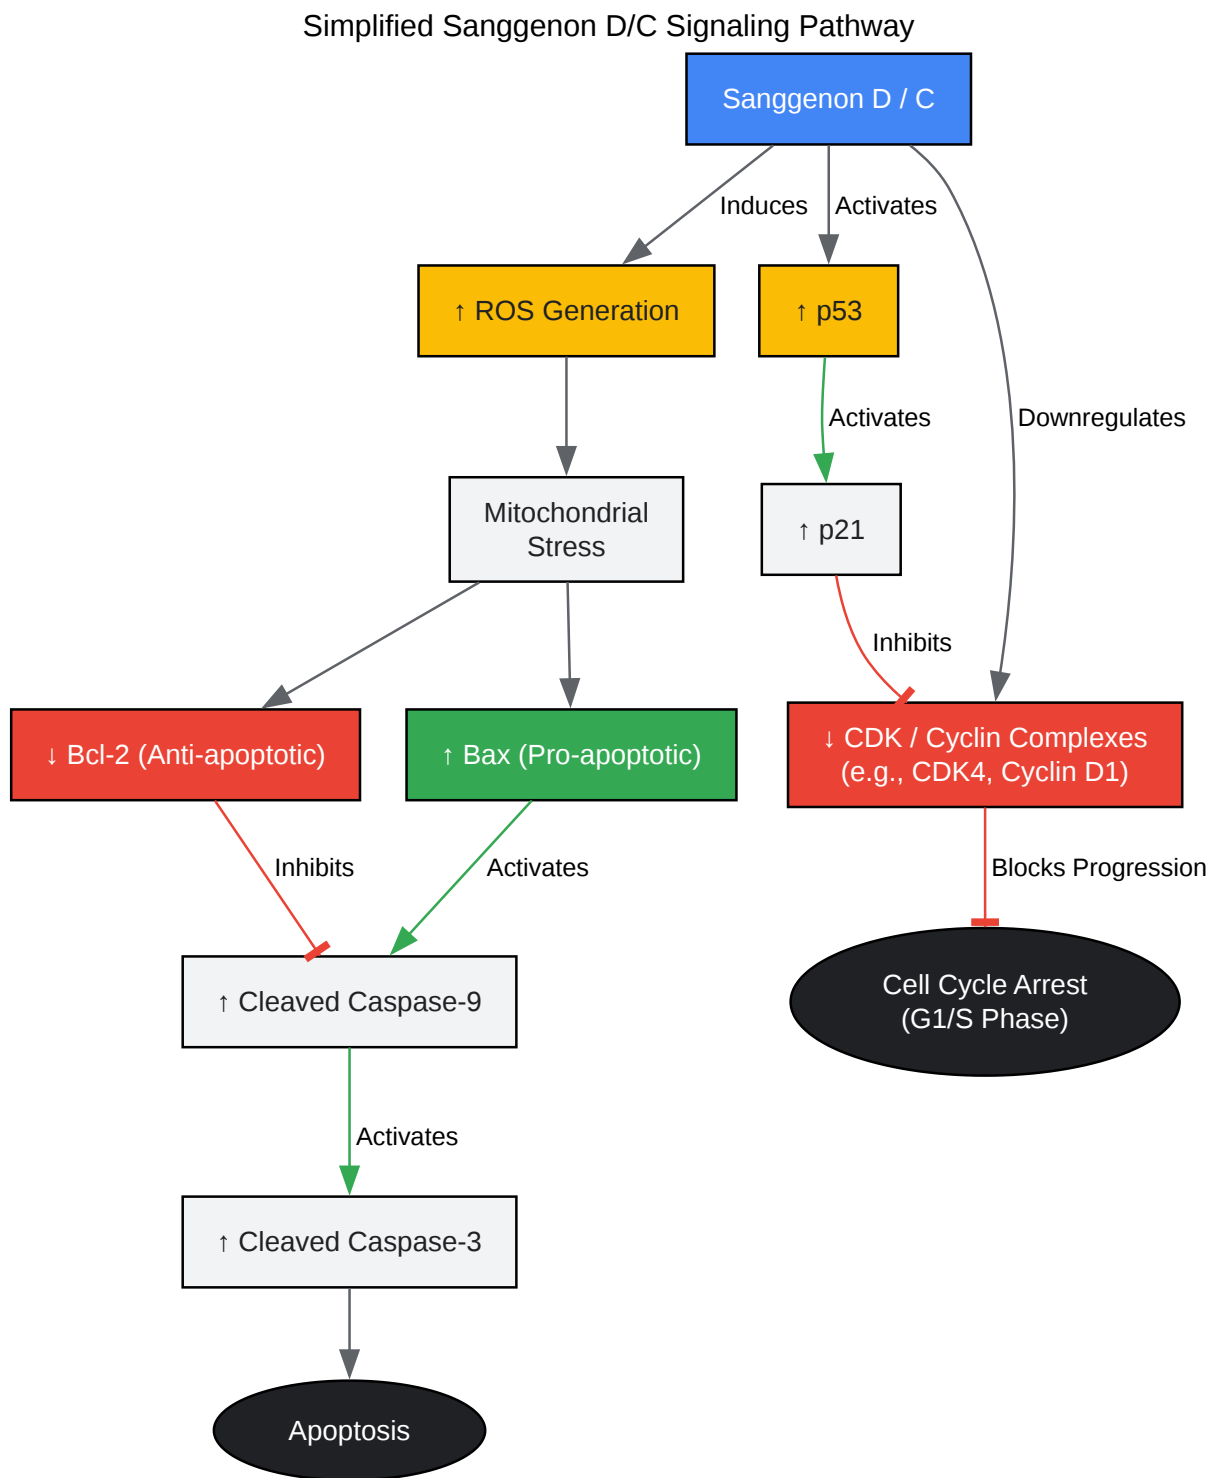 Simplified Sanggenon D/C Signaling Pathway
Sanggenon D / C
Induces
Activates
↑ ROS Generation
↑ p53
Activates
Downregulates
Mitochondrial
Stress
↑ p21
Inhibits
↓ Bcl-2 (Anti-apoptotic)
↑ Bax (Pro-apoptotic)
↓ CDK / Cyclin Complexes
(e.g., CDK4, Cyclin D1)
Inhibits
Activates
Blocks Progression
↑ Cleaved Caspase-9
Cell Cycle Arrest
(G1/S Phase)
Activates
↑ Cleaved Caspase-3
Apoptosis